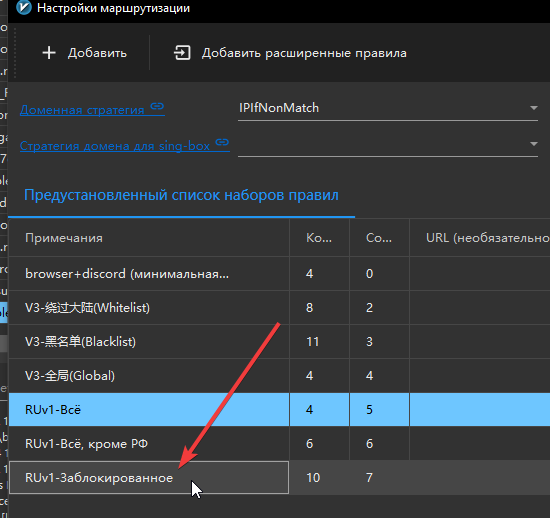 Настройки маршрутизации
Добавить
Добавить расширенные правила
Доменная стратегия
IPIfNonMatch
Стратегия домена для sing-box
Предустановленный список наборов правил
Примечания Ко... Со... URL (необязательно
browser+discord (минимальная... 4 0
V3-绕过大陆(Whitelist) 8 2
V3-黑名单(Blacklist) 11 3
V3-全局(Global) 4 4
RUv1-Всё 4 5
RUv1-Всё, кроме РФ 6 6
RUv1-Заблокированное 10 7